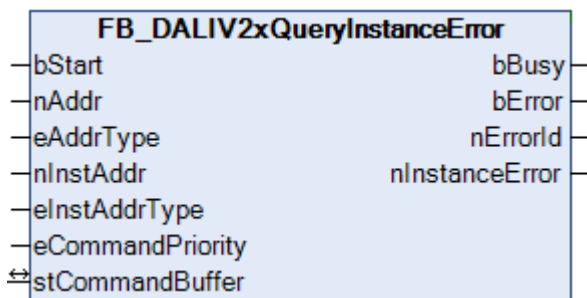 FB_DALIV2xQueryInstanceError
bStart bBusy
nAddr bError
eAddrType nErrorId
nInstAddr nInstanceError
eInstAddrType
eCommandPriority
stCommandBuffer